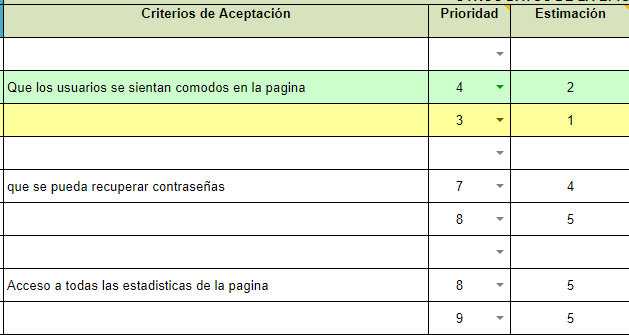 Criterios de Aceptación Prioridad Estimación
Que los usuarios se sientan comodos en la pagina 4 2
3 1
que se pueda recuperar contraseñas 7 4
8 5
Acceso a todas las estadisticas de la pagina 8 5
9 5